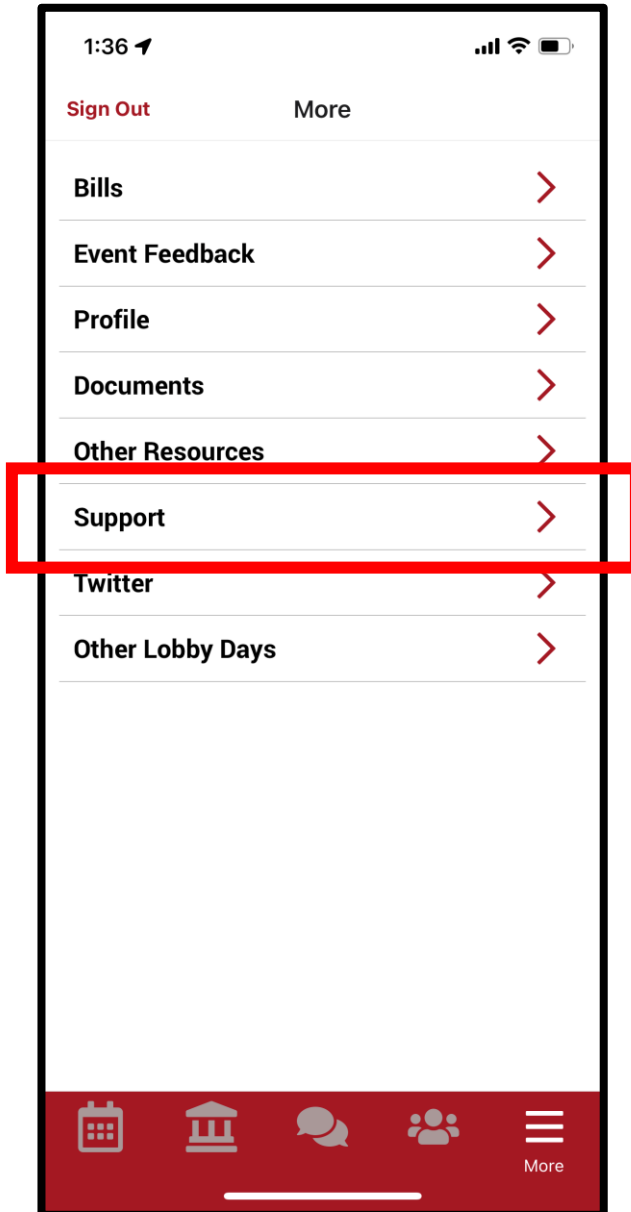 1:36
Sign Out More
Bills
Event Feedback
Profile
Documents
Other Resources
Support
Twitter
Other Lobby Days
More